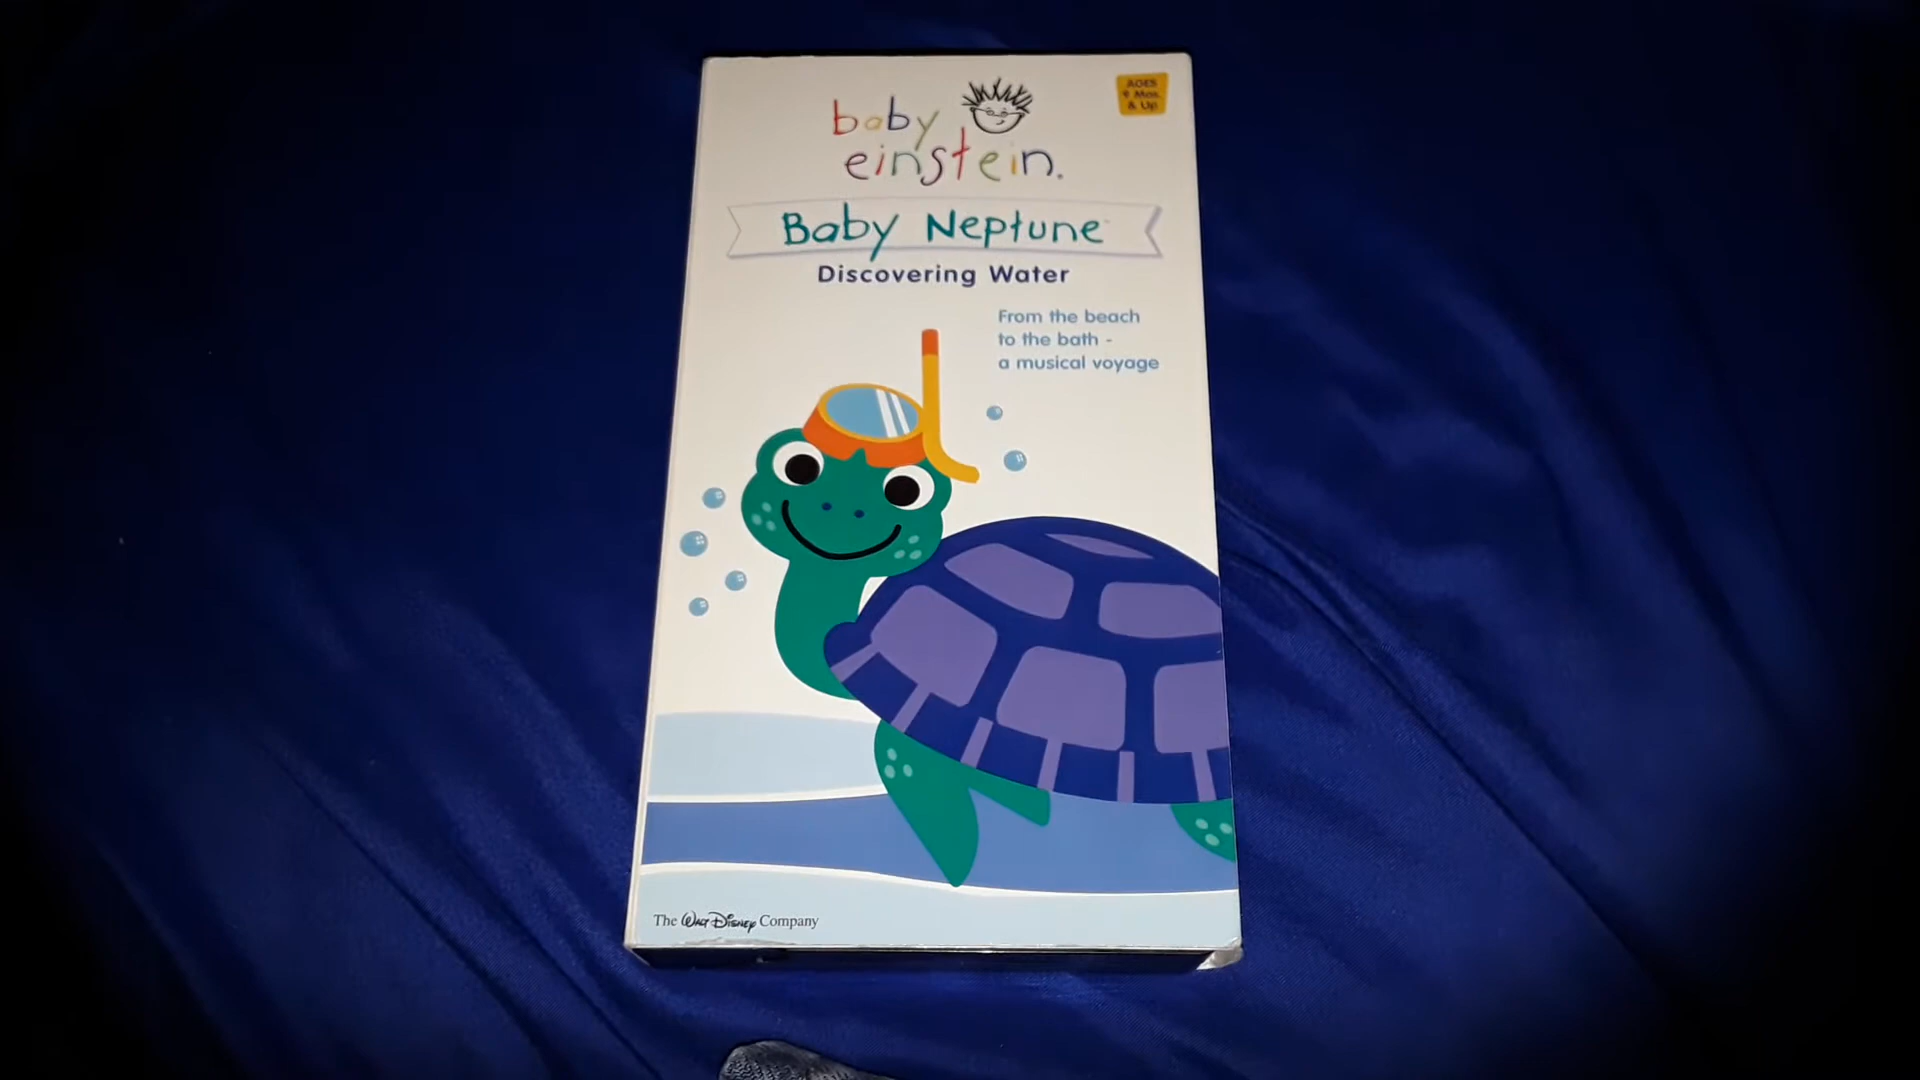 baby
einstein.
AGES
9 Mos.
& Up
Baby Neptune™
Discovering Water
From the beach
to the bath -
a musical voyage
The Walt Disney Company